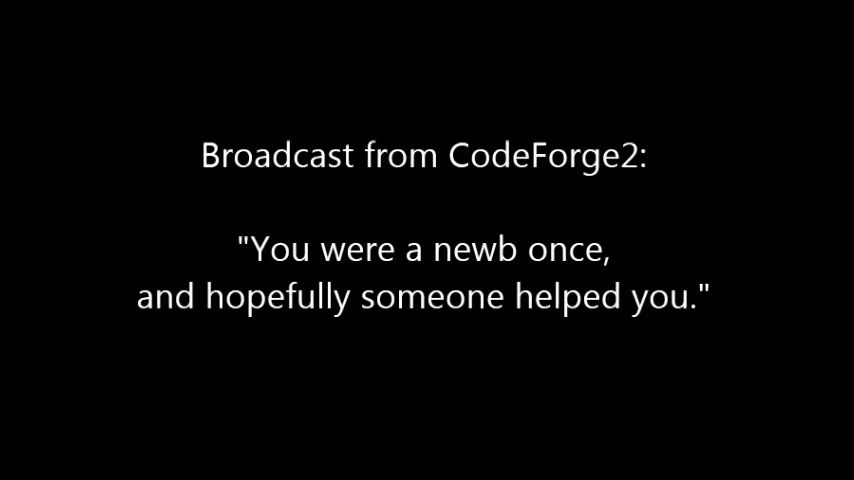 Broadcast from CodeForge2:
"You were a newb once,
and hopefully someone helped you."